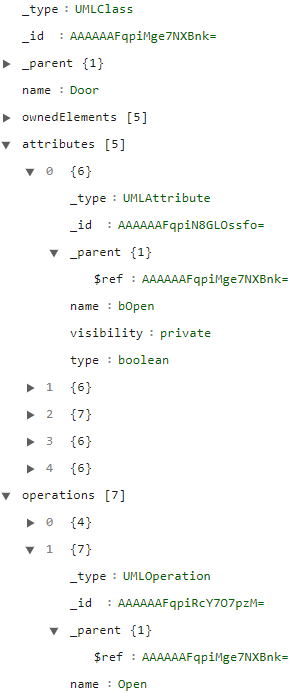 _type : UMLClass
_id : AAAAAAFqpiMge7NXBnk=
_parent {1}
name : Door
ownedElements [5]
attributes [5]
0 {6}
_type : UMLAttribute
_id : AAAAAAFqpiN8GLOssfo=
_parent {1}
$ref : AAAAAAFqpiMge7NXBnk=
name : bOpen
visibility : private
type : boolean
1 {6}
2 {7}
3 {6}
4 {6}
operations [7]
0 {4}
1 {7}
_type : UMLOperation
_id : AAAAAAFqpiRcY7O7pzM=
_parent {1}
$ref : AAAAAAFqpiMge7NXBnk=
name : Open